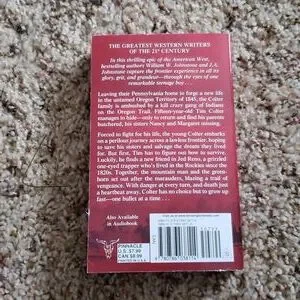 THE GREATEST WESTERN WRITERS
OF THE 21ST CENTURY
In this thrilling epic of the American West,
bestselling authors William W. Johnstone and J.A.
Johnstone capture the frontier experience in all its
glory, grit, and grandeur—through the eyes of one
remarkable teenage boy . . .
Leaving their Pennsylvania home to forge a new life
in the untamed Oregon Territory of 1845, the Colter
family is ambushed by a kill crazy gang of Indians
on the Oregon Trail. Fifteen-year-old Tim Colter
manages to hide—only to return and find his parents
butchered, his sisters Nancy and Margaret missing.
Forced to fight for his life, the young Colter embarks
on a perilous journey across a lawless frontier, hoping
to save his sisters and salvage the dream they lived
for. But first, Tim has to figure out how to survive.
Luckily, he finds a new friend in Jed Reno, a grizzled
one-eyed trapper who's lived in the Rockies since the
1820s. Together, the mountain man and the green-
horn set out after the marauders, blazing a trail of
vengeance. With danger at every turn, and death just a
heartbeat away, Colter has no choice but to grow up
fast—one bullet at a time . . .
Also Available
in Audiobook
PINNACLE
U.S. $7.99
CAN $8.99
PRINTED IN U.S.A.
9 780786 038114